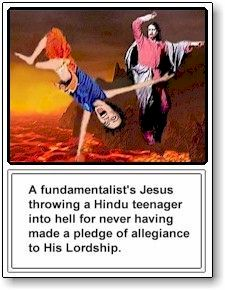 A fundamentalist's Jesus
throwing a Hindu teenager
into hell for never having
made a pledge of allegiance
to His Lordship.